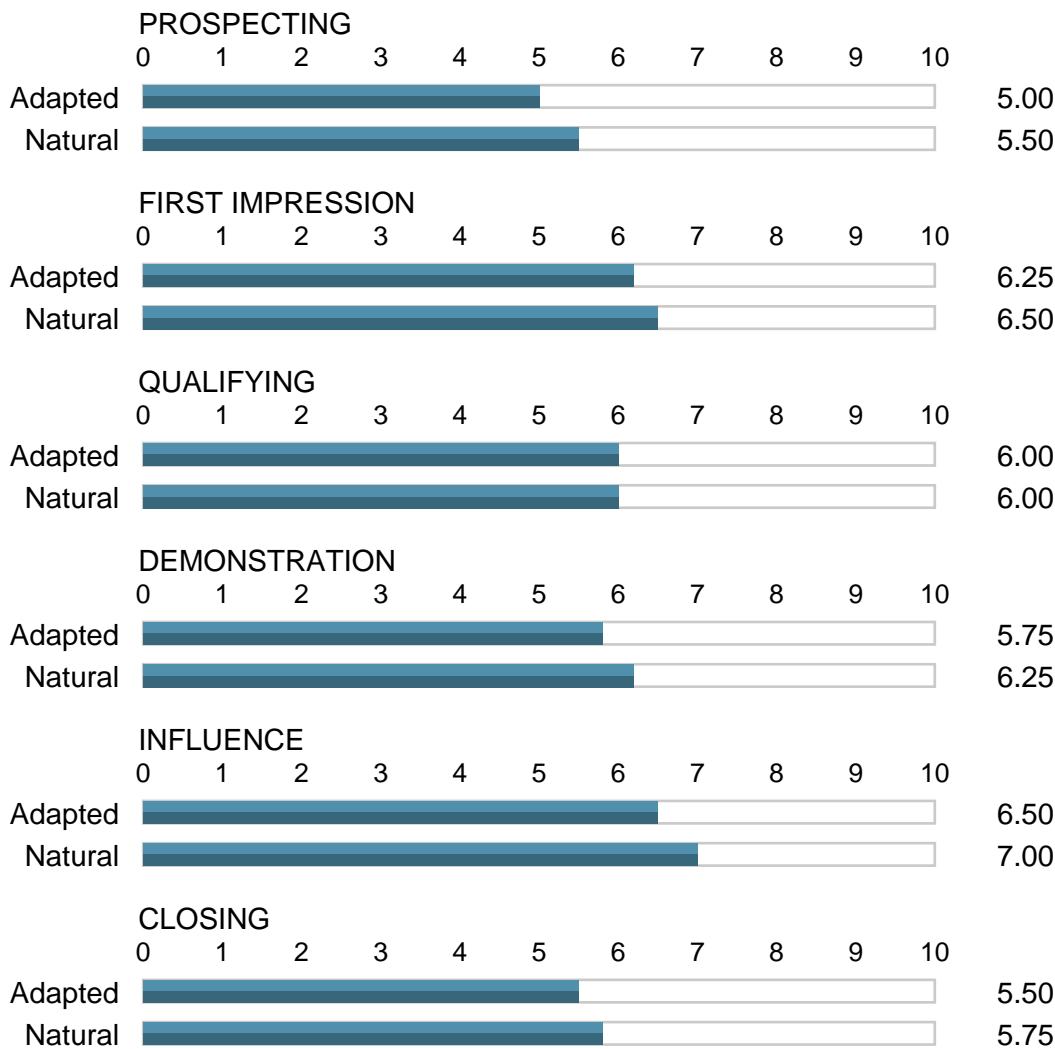 PROSPECTING
0 1 2 3 4 5 6 7 8 9 10
Adapted 5.00
Natural 5.50
FIRST IMPRESSION
0 1 2 3 4 5 6 7 8 9 10
Adapted 6.25
Natural 6.50
QUALIFYING
0 1 2 3 4 5 6 7 8 9 10
Adapted 6.00
Natural 6.00
DEMONSTRATION
0 1 2 3 4 5 6 7 8 9 10
Adapted 5.75
Natural 6.25
INFLUENCE
0 1 2 3 4 5 6 7 8 9 10
Adapted 6.50
Natural 7.00
CLOSING
0 1 2 3 4 5 6 7 8 9 10
Adapted 5.50
Natural 5.75